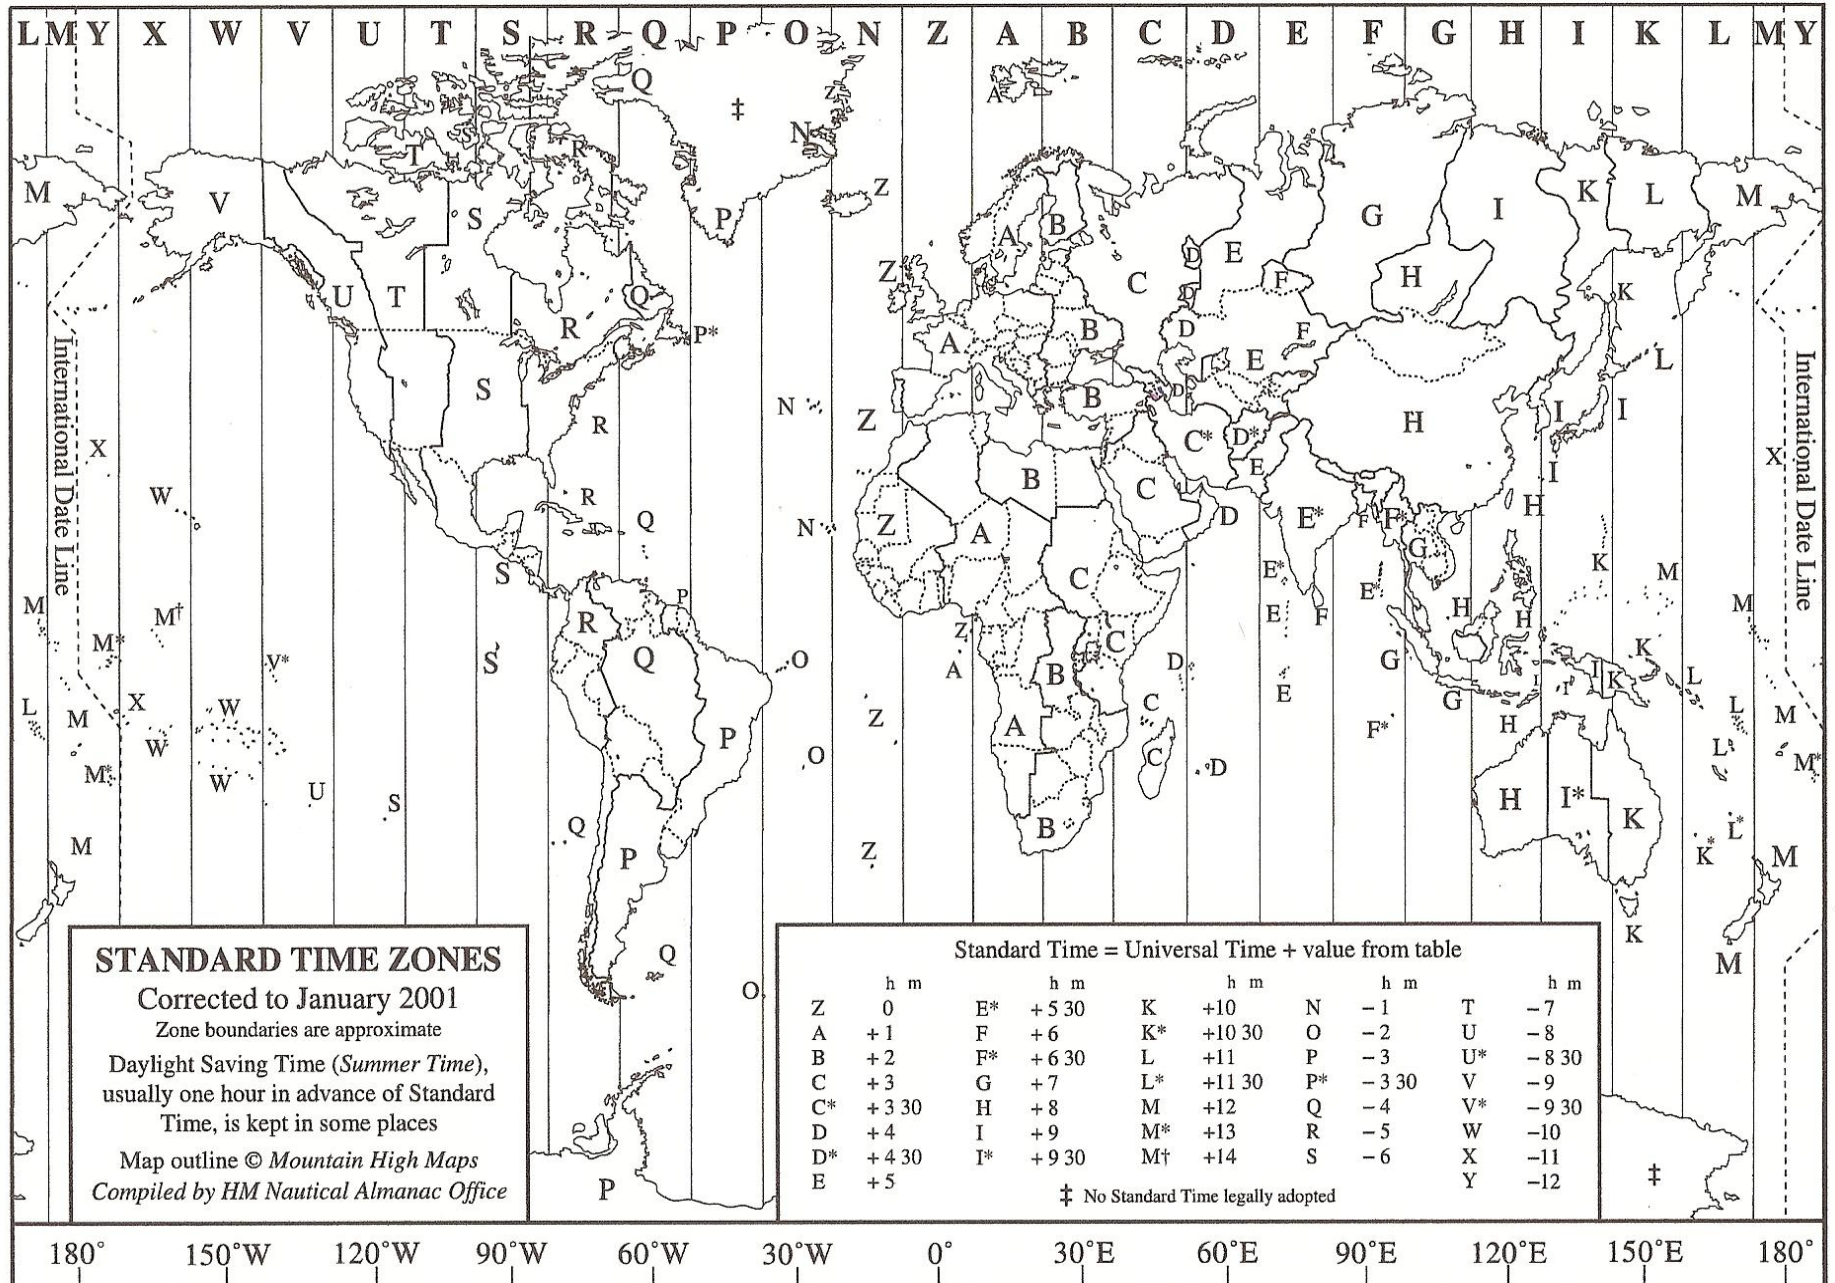 L M Y X W V U T S R Q P O N Z A B C D E F G H I K L M Y
Q
‡
Z
A
N
R
T
S
H
M
V
S
P
Z
A
B
G
I
K
L
M
Z
D
E
C
F
H
U
T
Q
R
P*
D
K
A
B
D
F
E
L
S
B
D
N
Z
R
C*
D*
H
I
I
X
E
X
International Date Line
International Date Line
W
R
B
C
I
Q
N
Z
A
D
E*
F
F*
H
G
S
C
E*
E*
K
M
M
P
M†
R
Z
E
F
H
H
M
M*
V*
S
Q
O
A
B
C
D
G
K
E
I
K
L
L
X
M
W
W
Z
A
C
I
I
G
F*
H
L
M
P
W
O
C
D
L
M*
M*
U
S
H
I*
K
Q
B
L*
M
P
Z
K*
M
K
Q
M
O
P
‡
STANDARD TIME ZONES
Corrected to January 2001
Zone boundaries are approximate
Daylight Saving Time (Summer Time),
usually one hour in advance of Standard
Time, is kept in some places
Map outline © Mountain High Maps
Compiled by HM Nautical Almanac Office
Standard Time = Universal Time + value from table
h m h m h m h m h m
Z 0 E* + 5 30 K +10 N – 1 T – 7
A + 1 F + 6 K* +10 30 O – 2 U – 8
B + 2 F* + 6 30 L +11 P – 3 U* – 8 30
C + 3 G + 7 L* +11 30 P* – 3 30 V – 9
C* + 3 30 H + 8 M +12 Q – 4 V* – 9 30
D + 4 I + 9 M* +13 R – 5 W –10
D* + 4 30 I* + 9 30 M† +14 S – 6 X –11
E + 5 Y –12
‡ No Standard Time legally adopted
180° 150°W 120°W 90°W 60°W 30°W 0° 30°E 60°E 90°E 120°E 150°E 180°